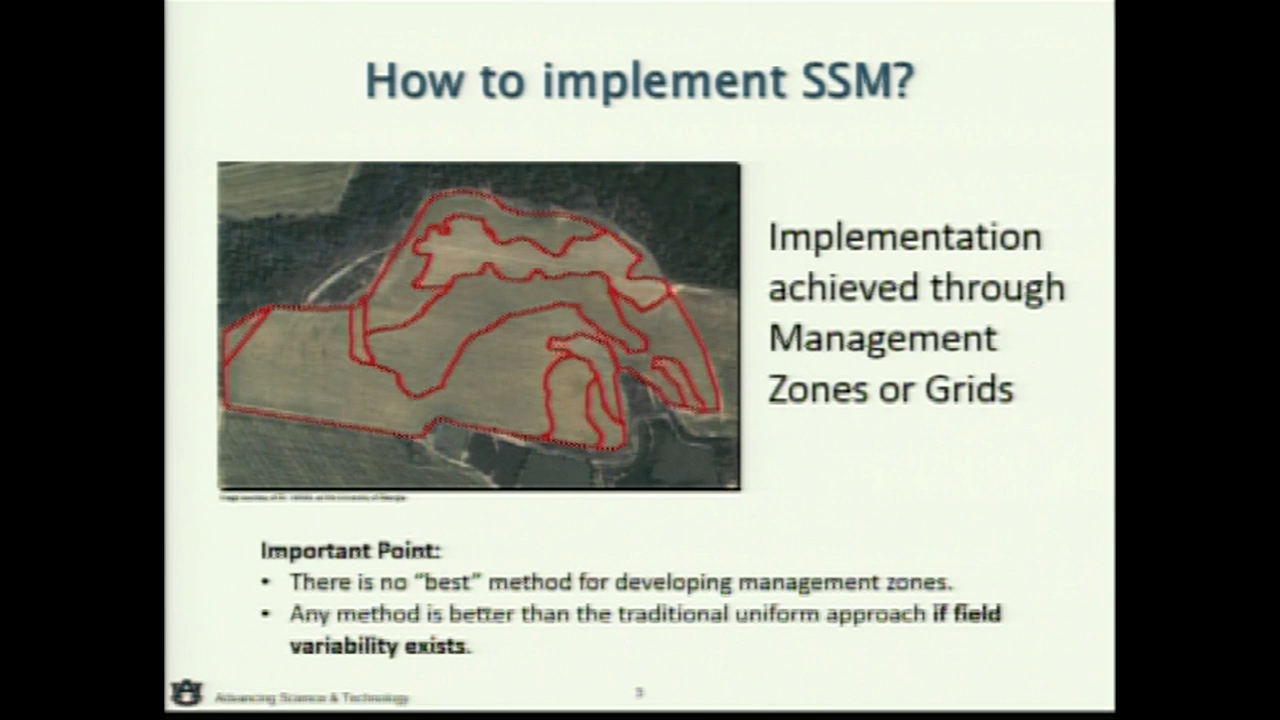 How to implement SSM?
Implementation
achieved through
Management
Zones or Grids
Important Point:
• There is no “best” method for developing management zones.
• Any method is better than the traditional uniform approach if field
variability exists.
Advancing Science & Technology
3